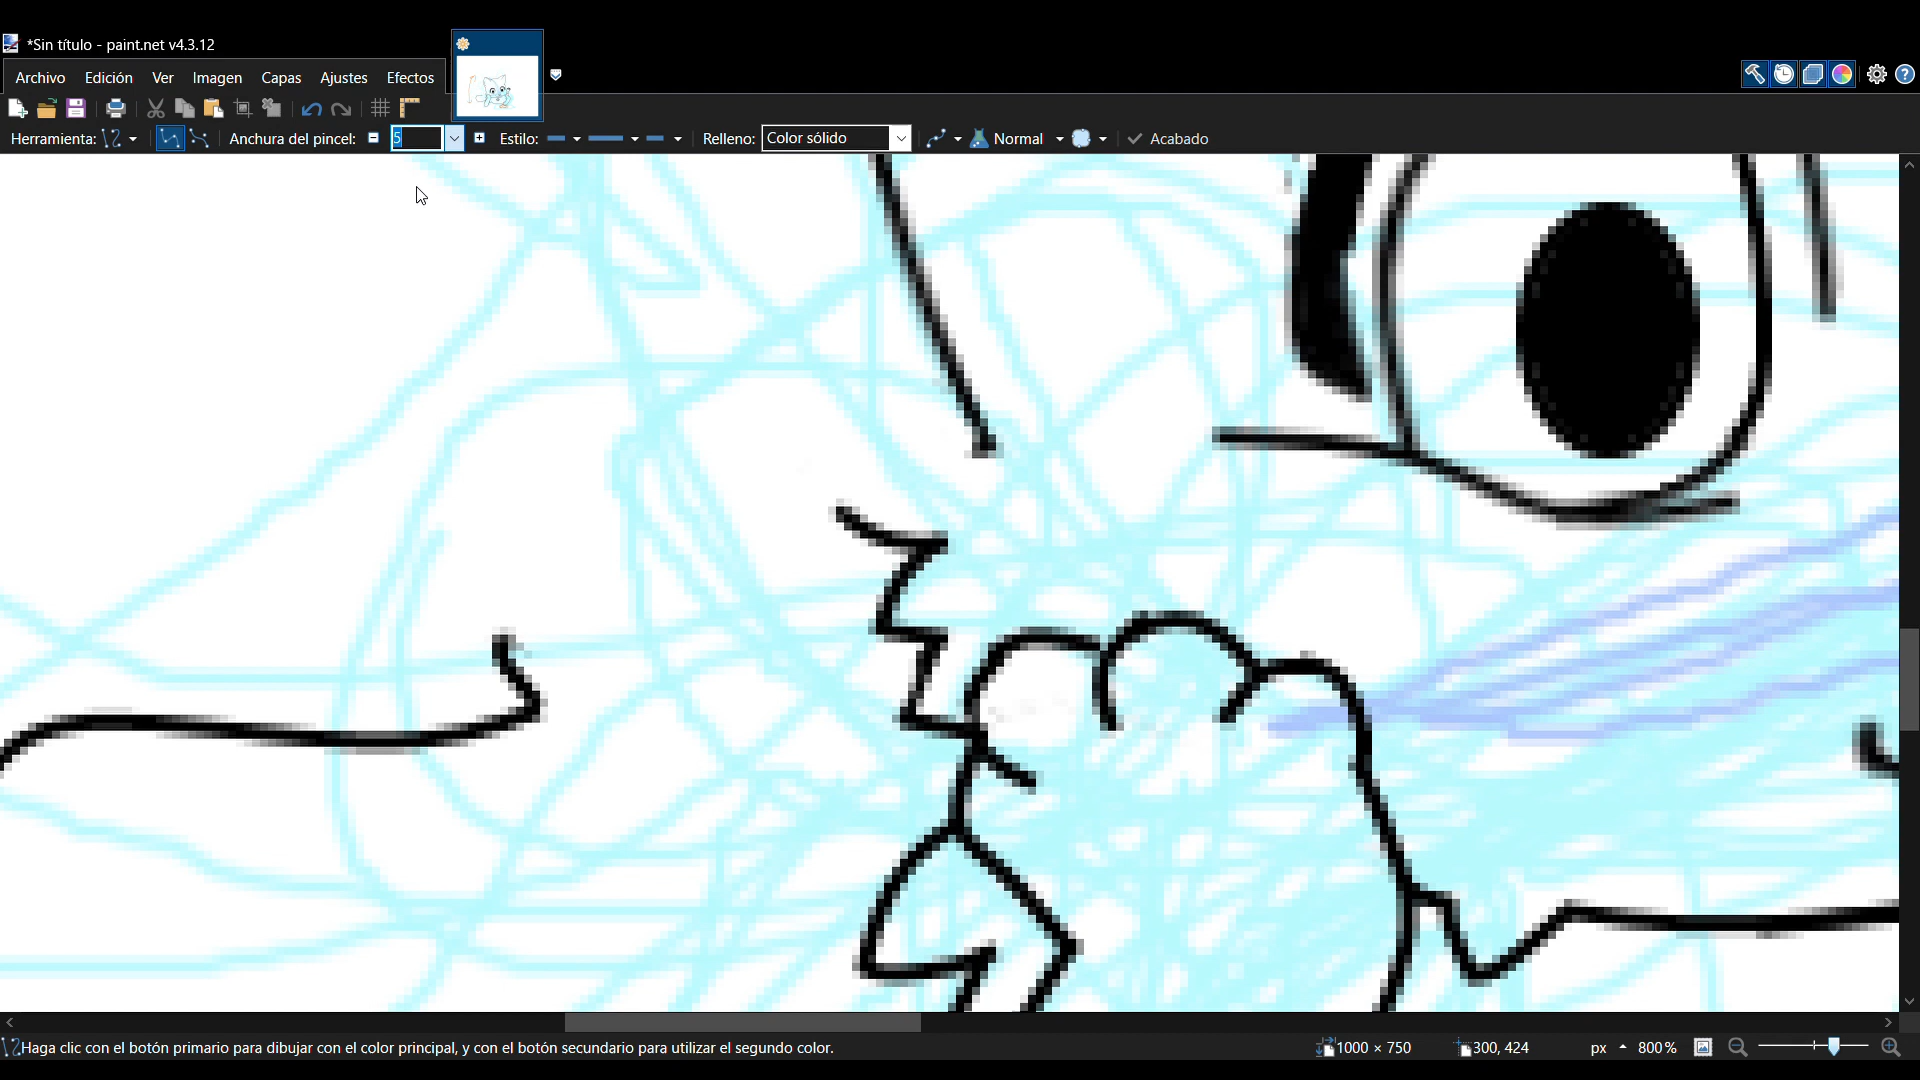 *Sin título - paint.net v4.3.12
Archivo Edición Ver Imagen Capas Ajustes Efectos
Herramienta: Anchura del pincel: 5 Estilo: Relleno: Color sólido Normal Acabado
Haga clic con el botón primario para dibujar con el color principal, y con el botón secundario para utilizar el segundo color. 1000 × 750 300, 424 px 800%